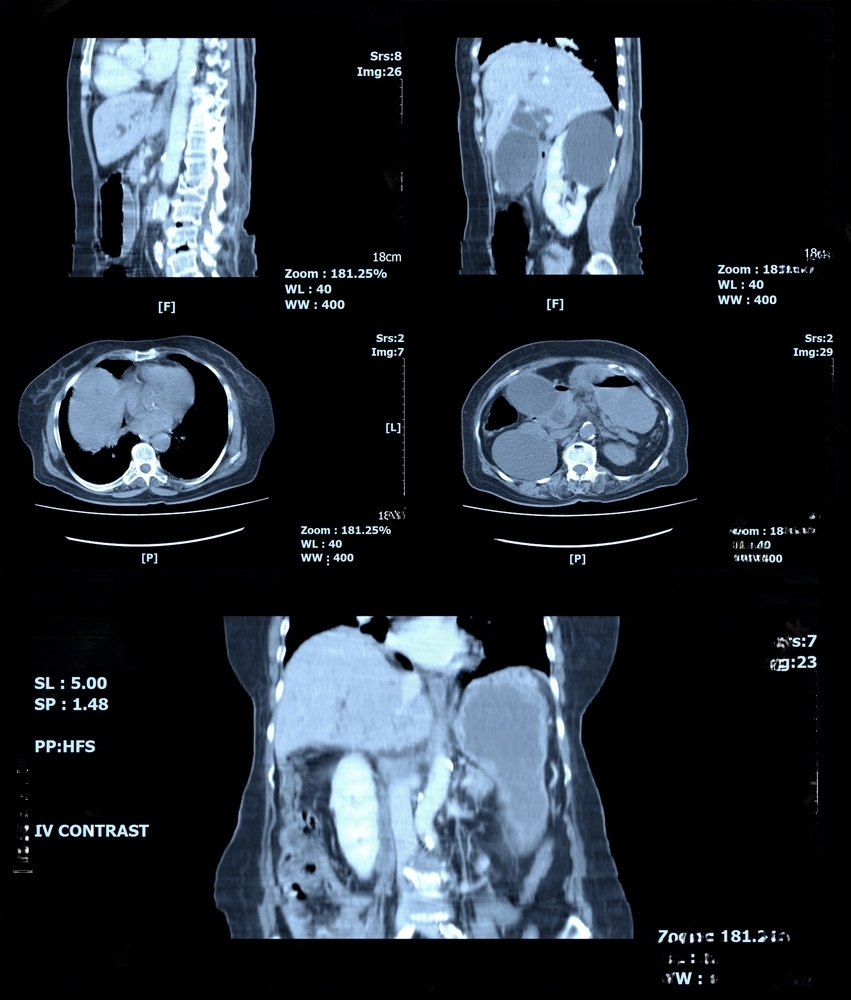 Srs:8
Img:26
18cm
Zoom : 181.25%
WL : 40
WW : 400
[F]
WL : 40
WW : 400
[F]
Srs:2
Img:7
[L]
Zoom : 181.25%
WL : 40
WW : 400
[P]
Srs:2
Img:29
[P]
SL : 5.00
SP : 1.48
PP:HFS
IV CONTRAST